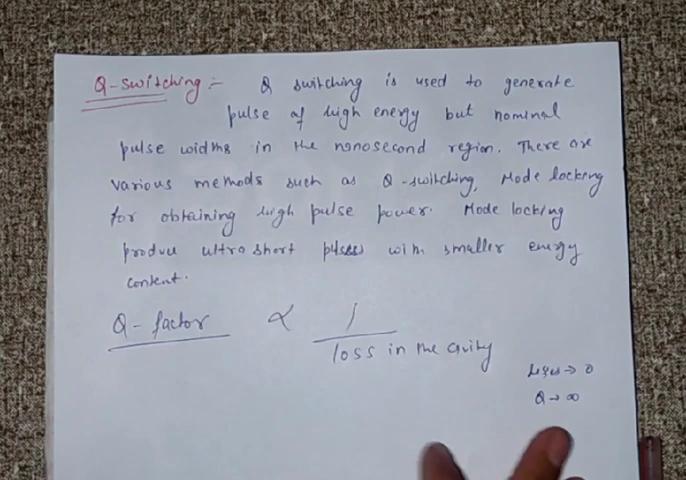 Q-switching :- Q switching is used to generate
pulse of high energy but nominal
pulse widths in the nanosecond region. There are
various methods such as Q-switching, Mode locking
for obtaining high pulse power. Mode locking
produce ultra short pulses with smaller energy
content.
Q-factor ∝ 1
loss in the cavity
→ 0
Q → ∞